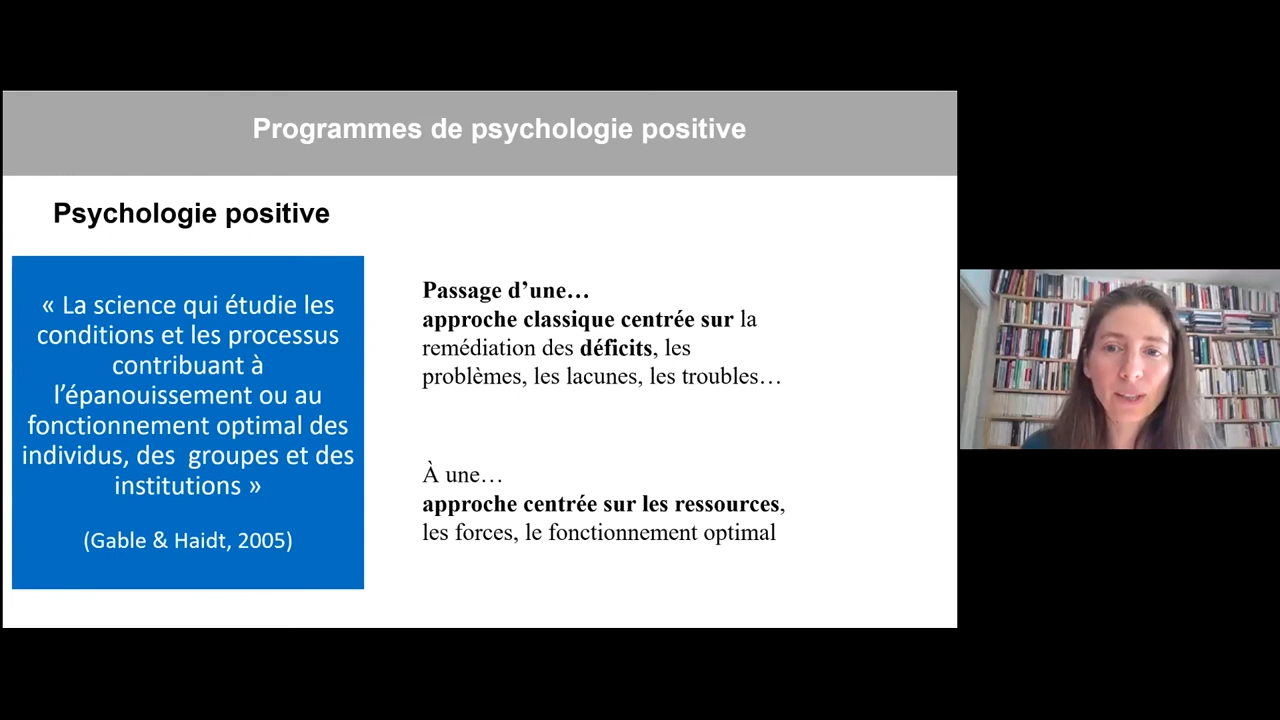 Programmes de psychologie positive
Psychologie positive
« La science qui étudie les
conditions et les processus
contribuant à
l’épanouissement ou au
fonctionnement optimal des
individus, des  groupes et des
institutions »
(Gable & Haidt, 2005)
Passage d’une…
approche classique centrée sur la
remédiation des déficits, les
problèmes, les lacunes, les troubles…
À une…
approche centrée sur les ressources,
les forces, le fonctionnement optimal